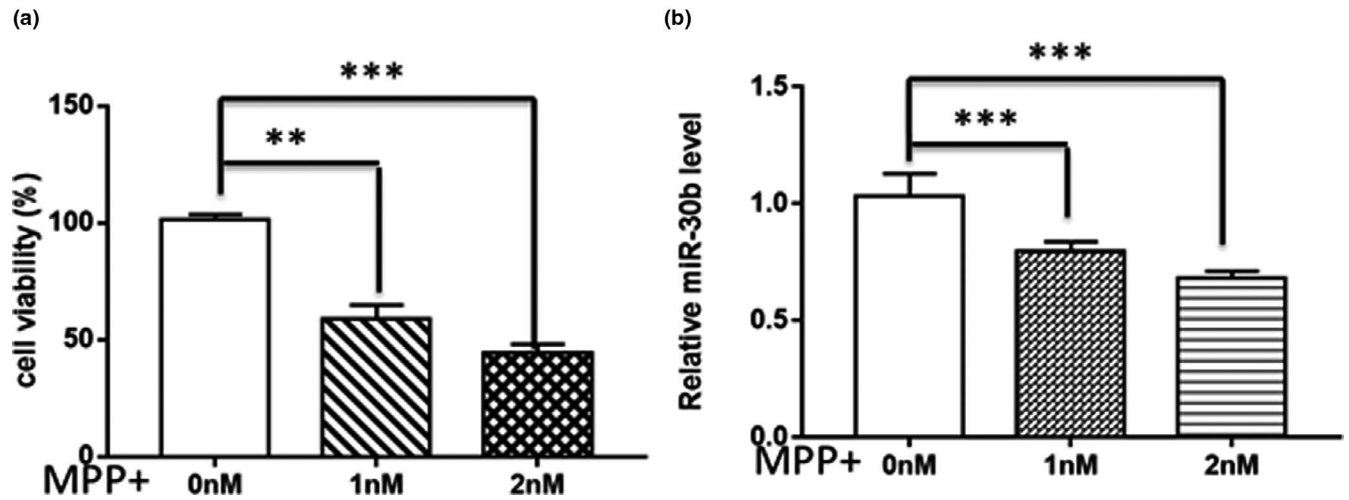 (a)
***
**
150
100
50
0
cell viability (%)
MPP+ 0nM 1nM 2nM
(b)
***
***
1.5
1.0
0.5
0.0
Relative miR-30b level
MPP+ 0nM 1nM 2nM